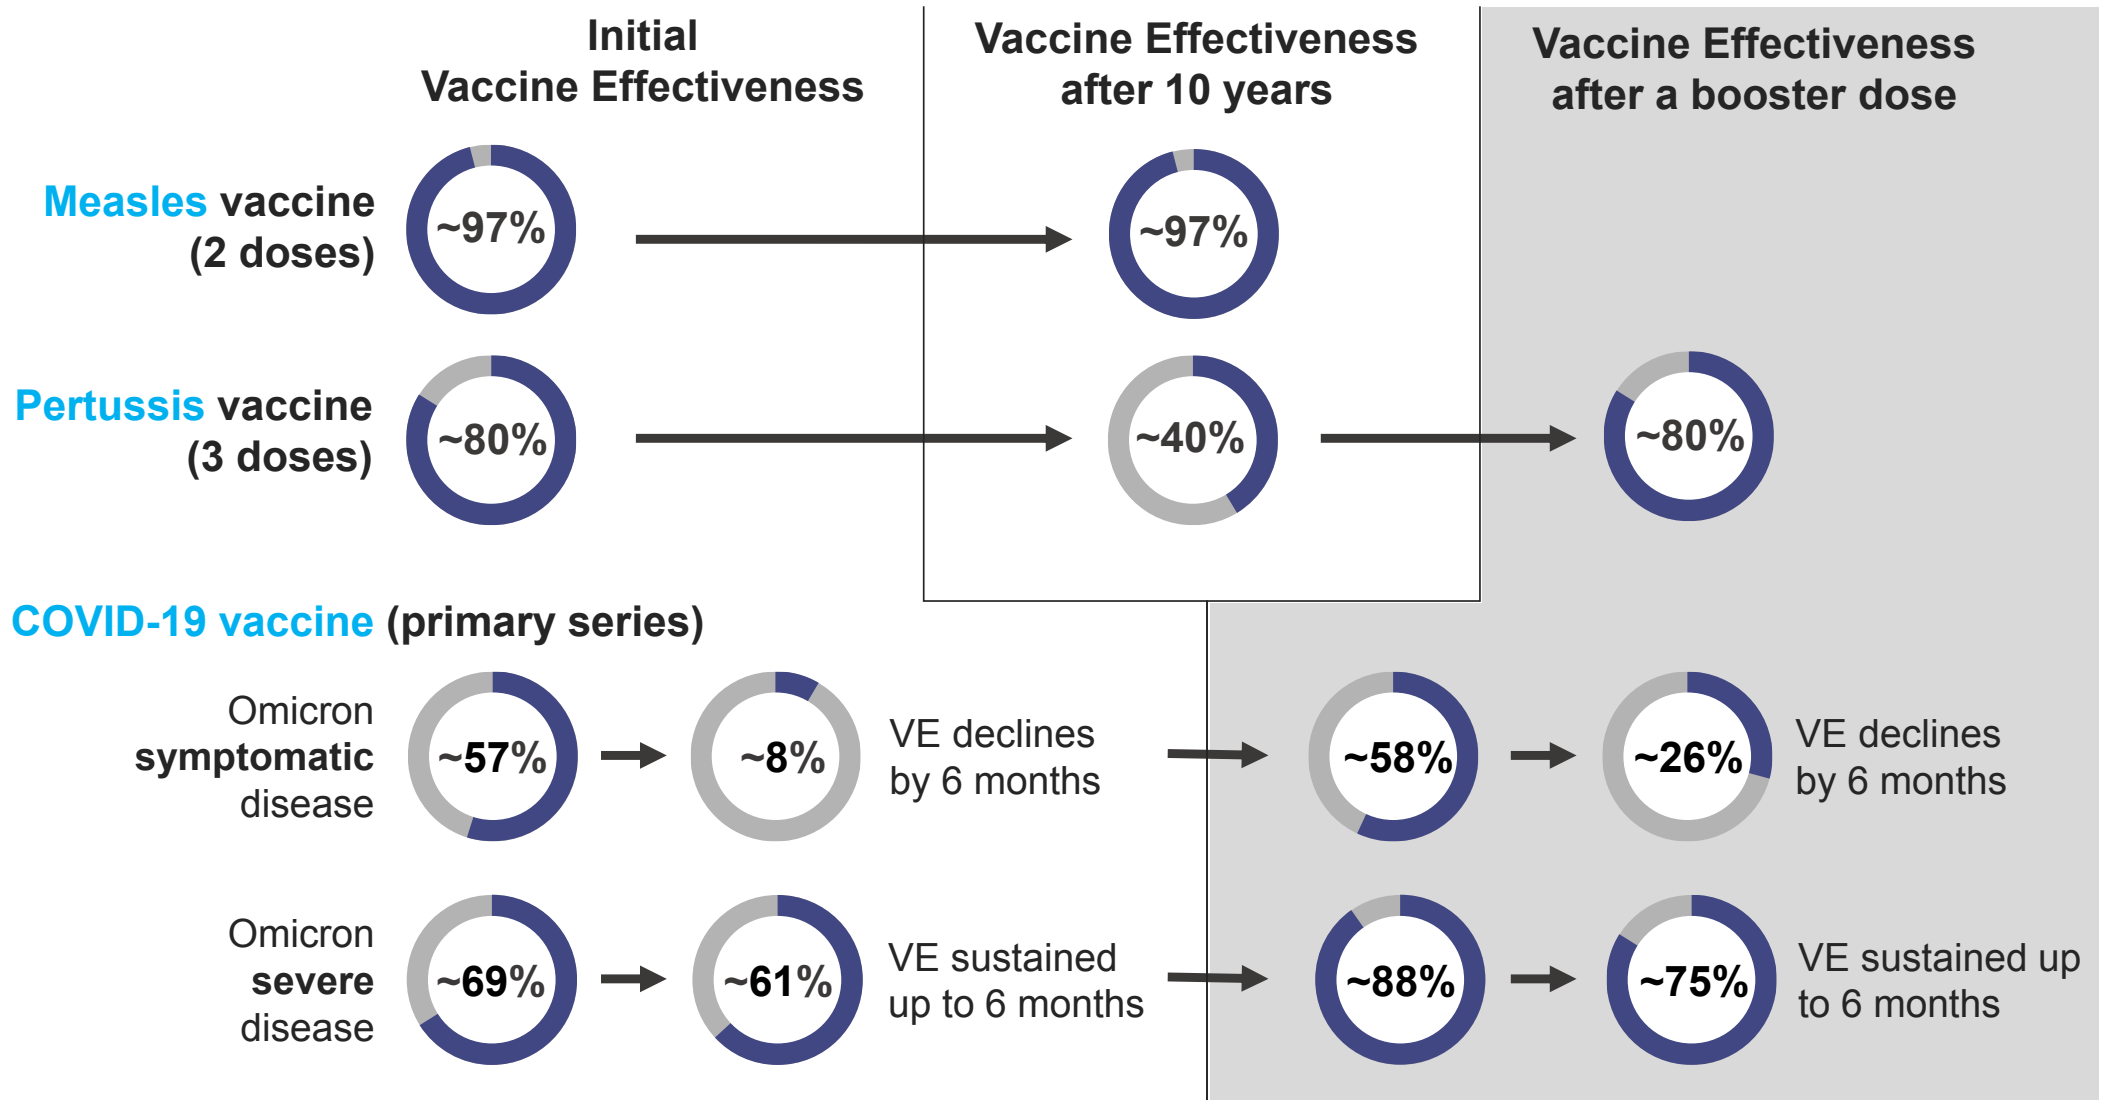 Initial
Vaccine Effectiveness
Vaccine Effectiveness
after 10 years
Vaccine Effectiveness
after a booster dose
Measles vaccine
(2 doses)
~97%
~97%
Pertussis vaccine
(3 doses)
~80%
~40%
~80%
COVID-19 vaccine (primary series)
Omicron
symptomatic
disease
~57%
~8%
VE declines
by 6 months
~58%
~26%
VE declines
by 6 months
Omicron
severe
disease
~69%
~61%
VE sustained
up to 6 months
~88%
~75%
VE sustained up
to 6 months